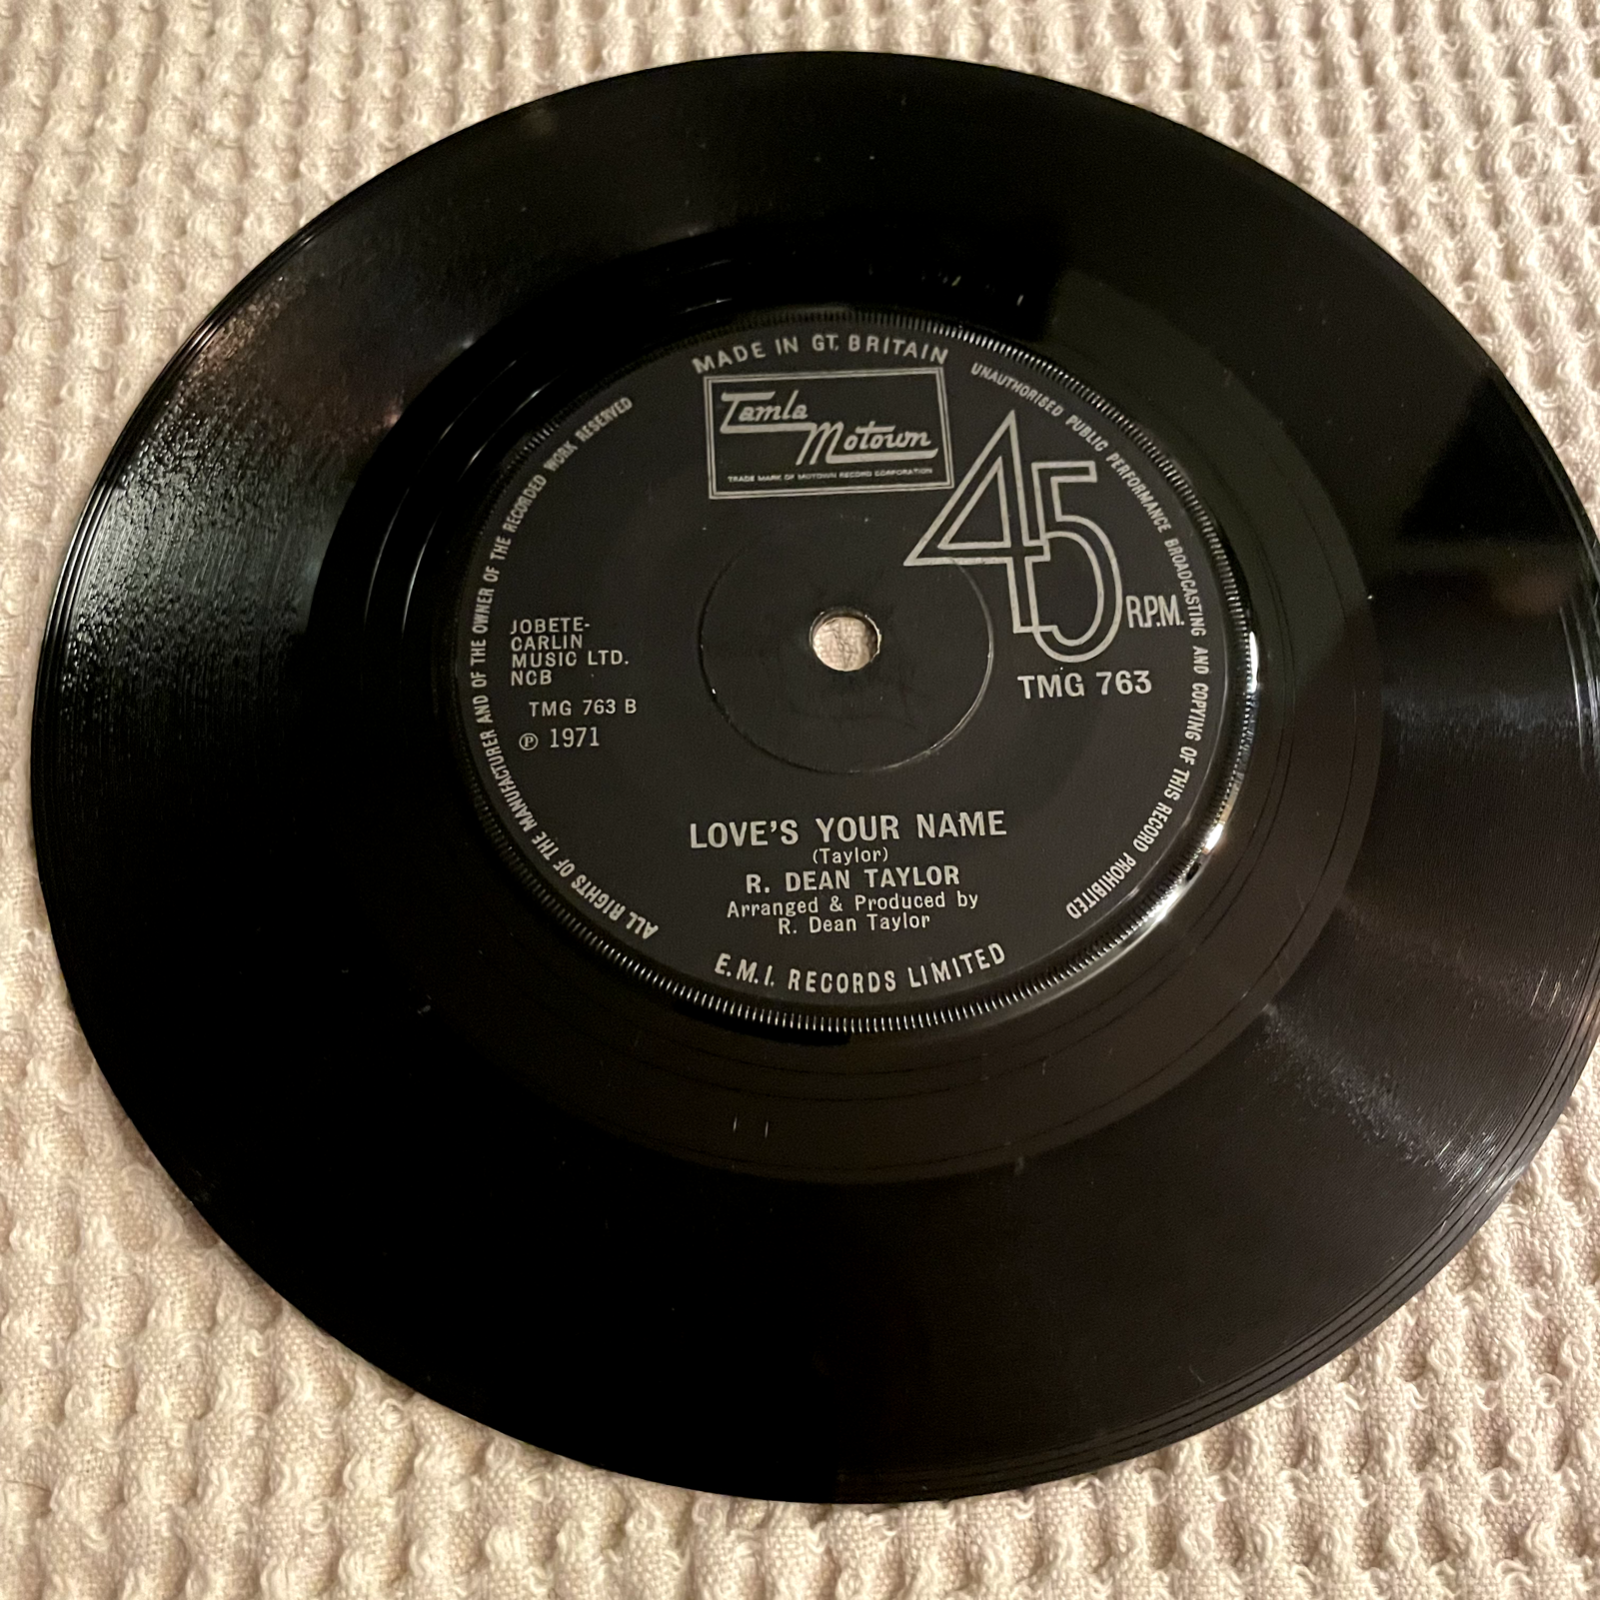 MADE IN GT. BRITAIN
Tamla
Motown
TRADE MARK OF MOTOWN RECORD CORPORATION
UNAUTHORISED PUBLIC PERFORMANCE BROADCASTING AND COPYING OF THIS RECORD PROHIBITED
45
R.P.M.
TMG 763
JOBETE-
CARLIN
MUSIC LTD.
NCB
TMG 763 B
℗ 1971
LOVE'S YOUR NAME
(Taylor)
R. DEAN TAYLOR
Arranged & Produced by
R. Dean Taylor
E.M.I. RECORDS LIMITED
ALL RIGHTS OF THE MANUFACTURER AND OF THE OWNER OF THE RECORDED WORK RESERVED